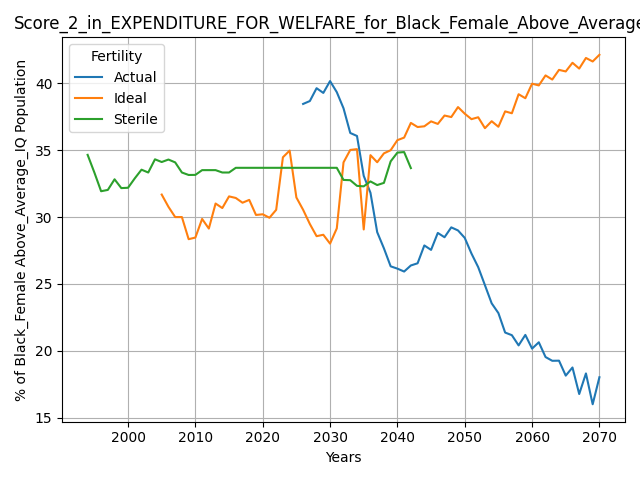 Score_2_in_EXPENDITURE_FOR_WELFARE_for_Black_Female_Above_Average
Fertility
Actual
Ideal
Sterile
% of Black_Female Above_Average_IQ Population
40
35
30
25
20
15
2000 2010 2020 2030 2040 2050 2060 2070
Years